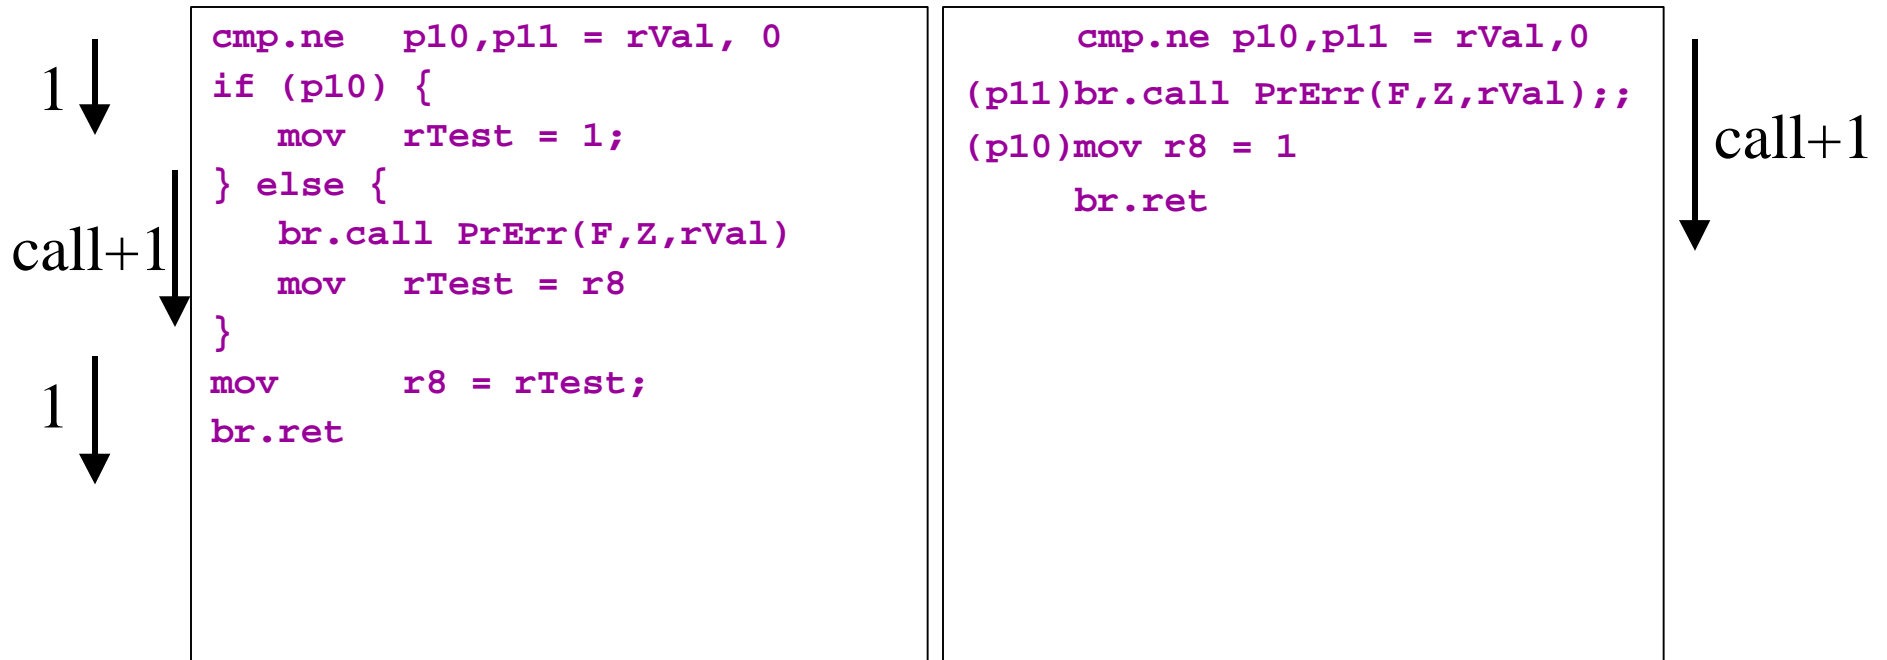 1
call+1
1
cmp.ne p10,p11 = rVal, 0
if (p10) {
mov rTest = 1;
} else {
br.call PrErr(F,Z,rVal)
mov rTest = r8
}
mov r8 = rTest;
br.ret
cmp.ne p10,p11 = rVal,0
(p11)br.call PrErr(F,Z,rVal);;
(p10)mov r8 = 1
br.ret
call+1